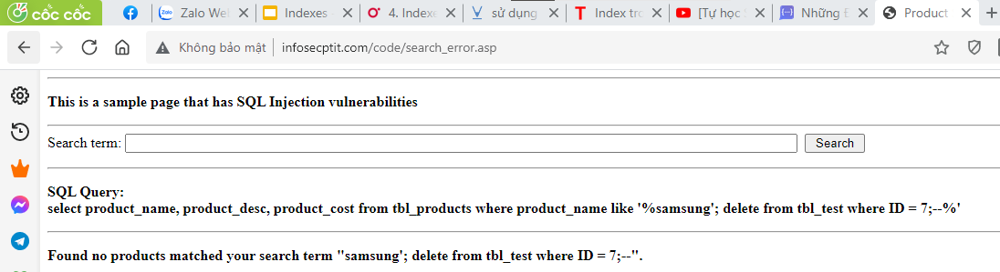 cốc cốc
Zalo We
Indexes
4. Indexe
sử dụng
Index tro
[Tự học
Những
Product
Không bảo mật
infosecptit.com/code/search_error.asp
This is a sample page that has SQL Injection vulnerabilities
Search term:
Search
SQL Query:
select product_name, product_desc, product_cost from tbl_products where product_name like '%samsung'; delete from tbl_test where ID = 7;--%'
Found no products matched your search term "samsung'; delete from tbl_test where ID = 7;--".